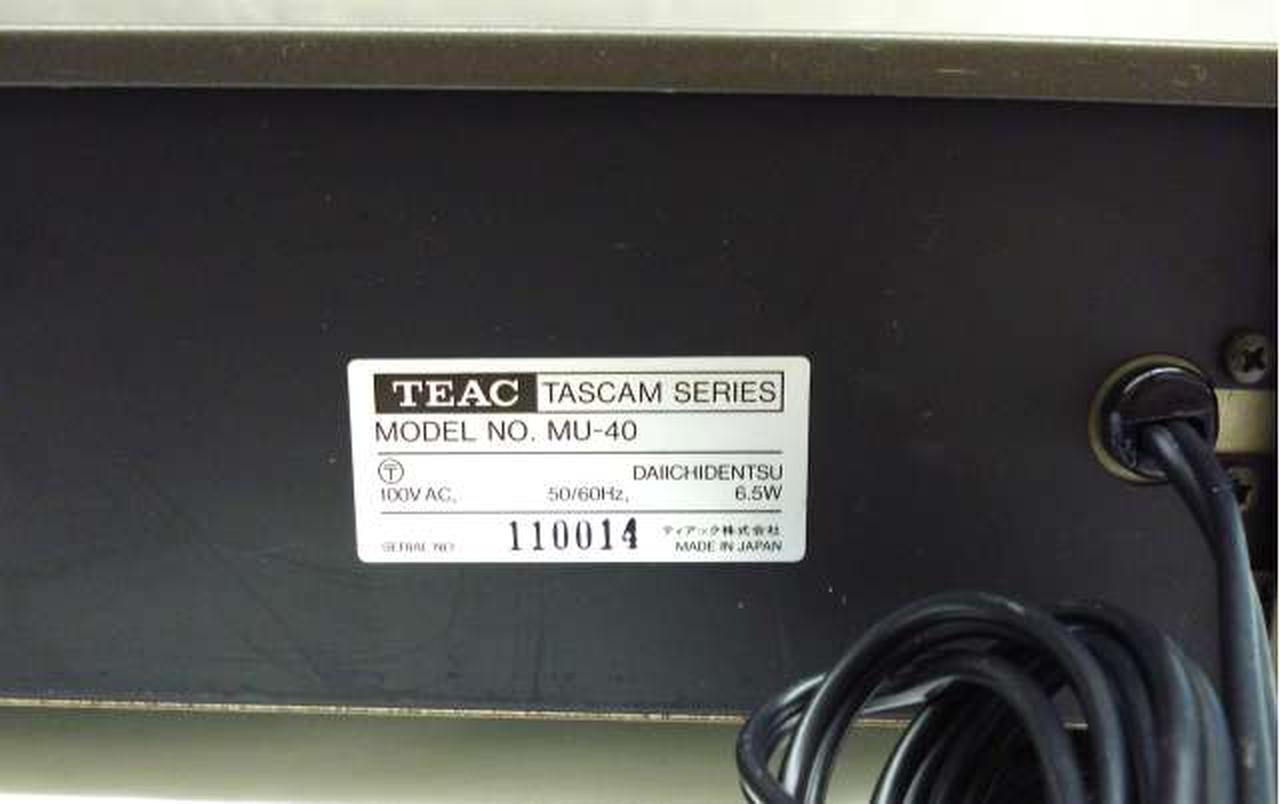 TEAC TASCAM SERIES
MODEL NO. MU-40
Ⓣ DAIICHIDENTSU
100V AC, 50/60Hz, 6.5W
ティアック株式会社
SERIAL NO. 110014 MADE IN JAPAN